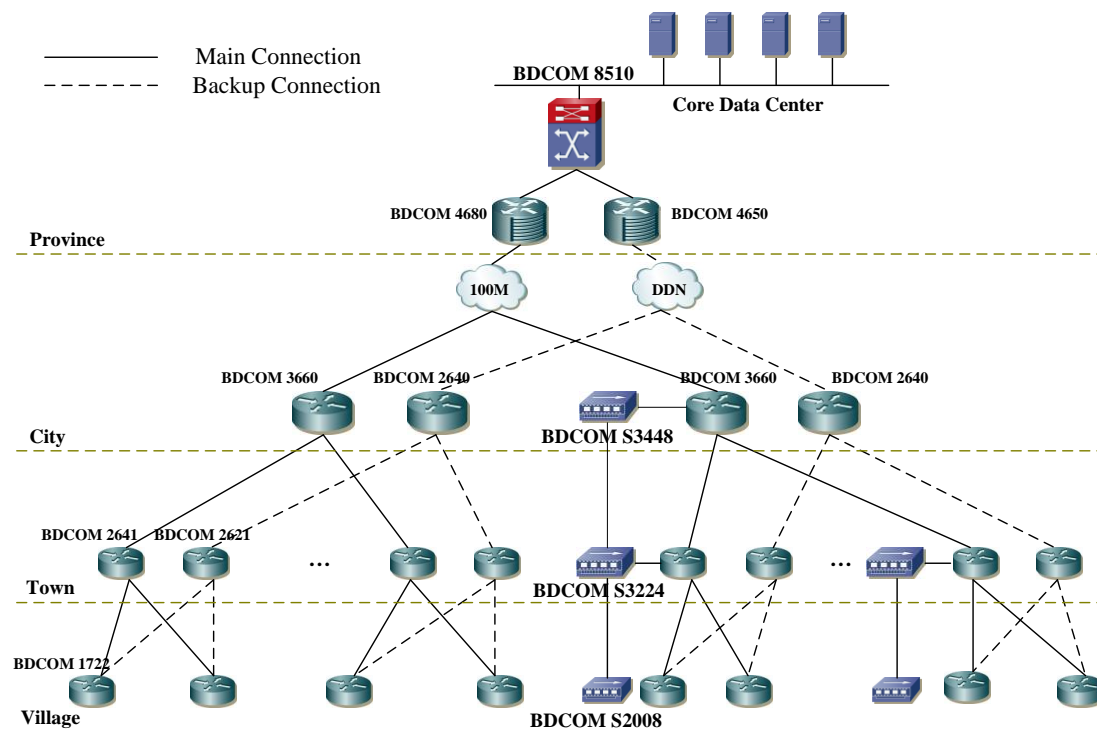 Main Connection
Backup Connection
BDCOM 8510
Core Data Center
BDCOM 4680
BDCOM 4650
Province
100M
DDN
BDCOM 3660
BDCOM 2640
BDCOM 3660
BDCOM 2640
BDCOM S3448
City
BDCOM 2641
BDCOM 2621
...
...
BDCOM S3224
Town
BDCOM 1722
BDCOM S2008
Village